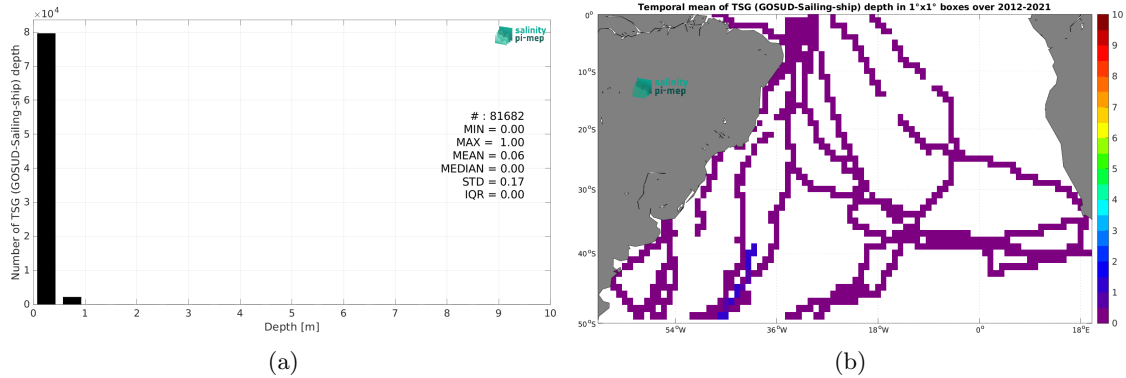 ×10⁴
8
7
6
5
4
3
2
1
0
Number of TSG (GOSUD-Sailing-ship) depth
0 1 2 3 4 5 6 7 8 9 10
Depth [m]
salinity
pi-mep
# : 81682
MIN = 0.00
MAX = 1.00
MEAN = 0.06
MEDIAN = 0.00
STD = 0.17
IQR = 0.00
(a)
Temporal mean of TSG (GOSUD-Sailing-ship) depth in 1°x1° boxes over 2012-2021
0°
10°S
20°S
30°S
40°S
50°S
54°W 36°W 18°W 0° 18°E
salinity
pi-mep
10
9
8
7
6
5
4
3
2
1
0
(b)